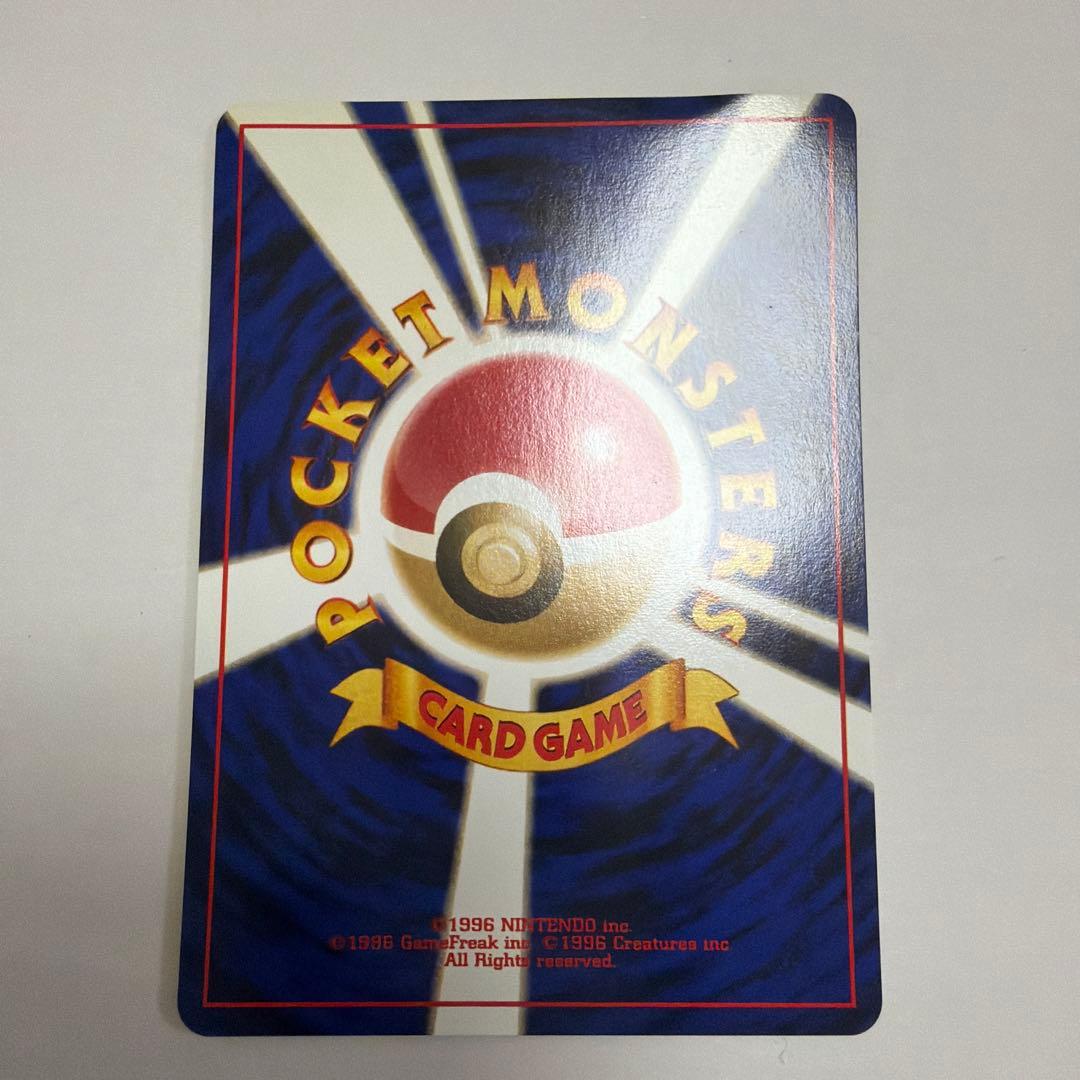 POCKET MONSTERS
CARD GAME
©1996 NINTENDO inc.
©1996 GameFreak inc. ©1996 Creatures inc
All Rights reserved.